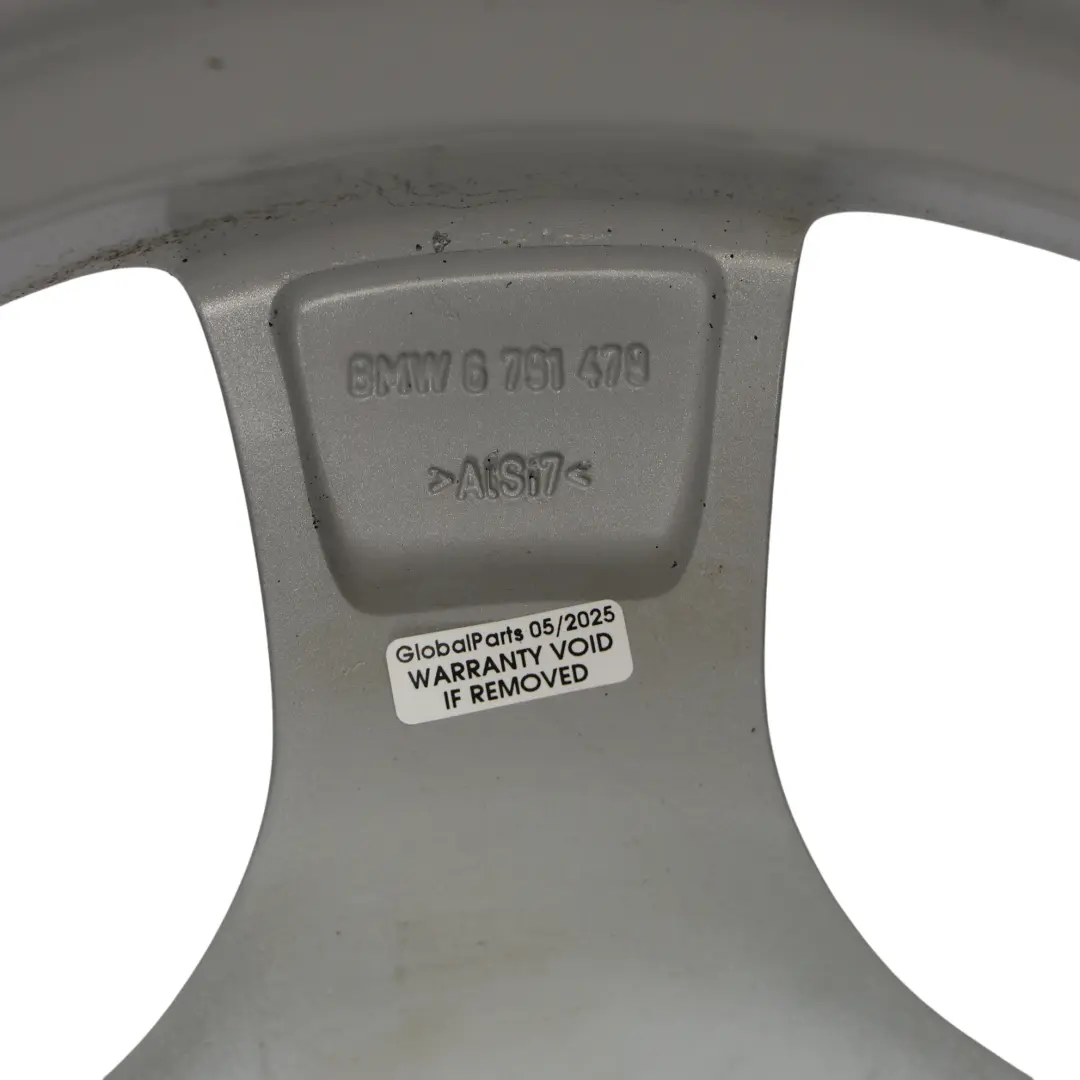 BMW 6 791 479
>AlSi7<
GlobalParts 05/2025
WARRANTY VOID
IF REMOVED